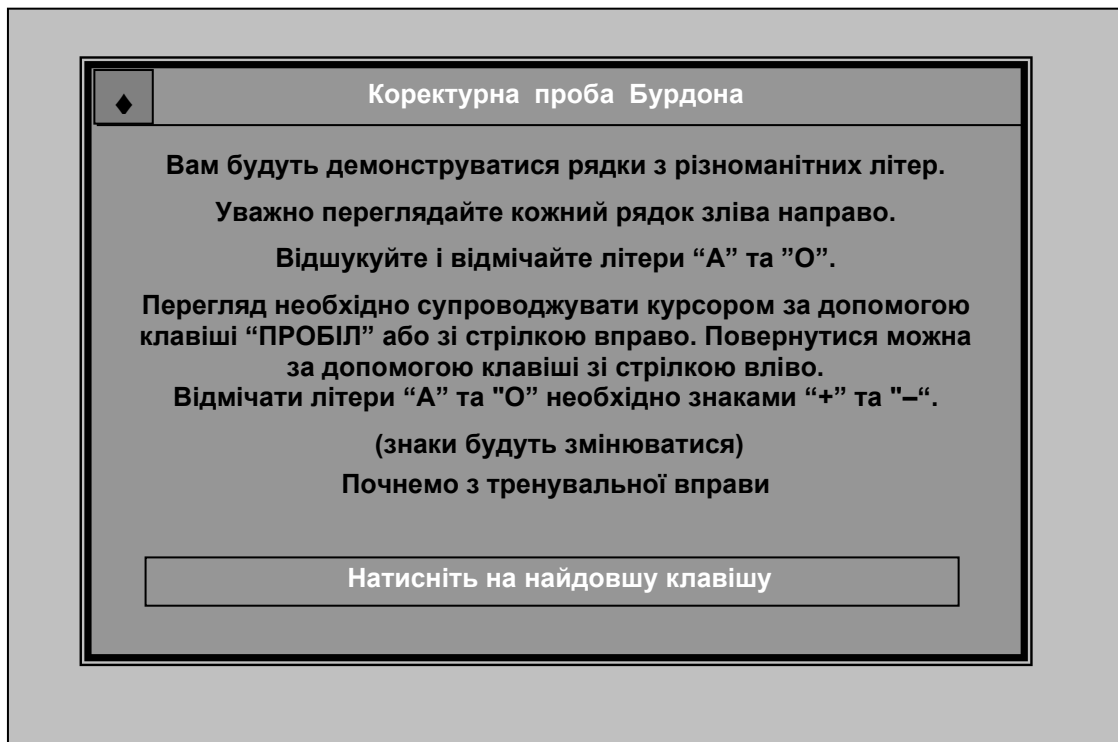 Коректурна проба Бурдона
Вам будуть демонструватися рядки з різноманітних літер.
Уважно переглядайте кожний рядок зліва направо.
Відшукуйте і відмічайте літери “А” та ”О”.
Перегляд необхідно супроводжувати курсором за допомогою
клавіші “ПРОБІЛ” або зі стрілкою вправо. Повернутися можна
за допомогою клавіші зі стрілкою вліво.
Відмічати літери “А” та "О” необхідно знаками “+” та "–“.
(знаки будуть змінюватися)
Почнемо з тренувальної вправи
Натисніть на найдовшу клавішу